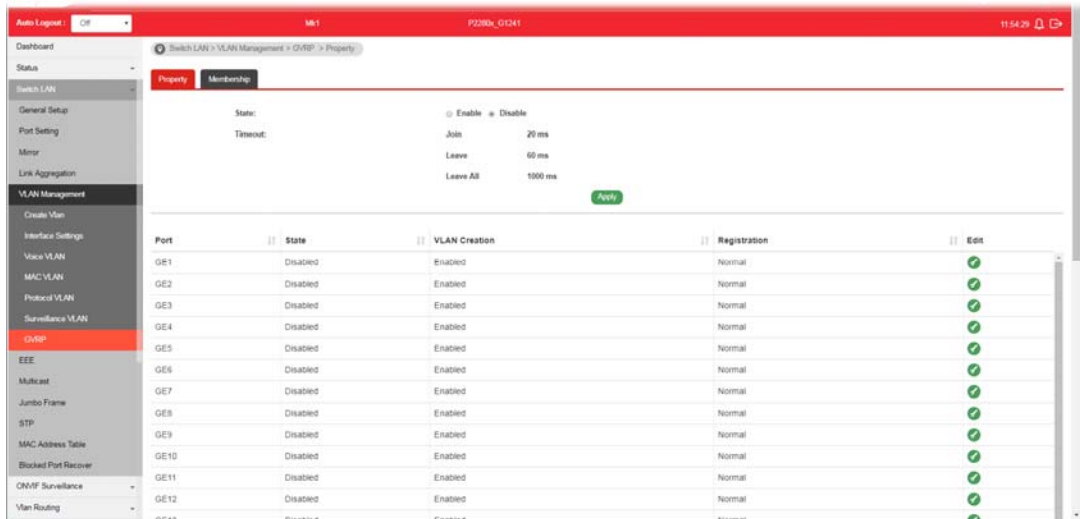 Auto Logout : Off Mk1 P2280x_G1241 11:54:29
Dashboard
Status
Switch LAN
General Setup
Port Setting
Mirror
Link Aggregation
VLAN Management
Create Vlan
Interface Settings
Voice VLAN
MAC VLAN
Protocol VLAN
Surveillance VLAN
GVRP
EEE
Multicast
Jumbo Frame
STP
MAC Address Table
Blocked Port Recover
ONVIF Surveillance
Vlan Routing
Switch LAN > VLAN Management > GVRP > Property
Property Membership
State: Enable Disable
Timeout: Join 20 ms
Leave 60 ms
Leave All 1000 ms
Apply
Port State VLAN Creation Registration Edit
GE1 Disabled Enabled Normal
GE2 Disabled Enabled Normal
GE3 Disabled Enabled Normal
GE4 Disabled Enabled Normal
GE5 Disabled Enabled Normal
GE6 Disabled Enabled Normal
GE7 Disabled Enabled Normal
GE8 Disabled Enabled Normal
GE9 Disabled Enabled Normal
GE10 Disabled Enabled Normal
GE11 Disabled Enabled Normal
GE12 Disabled Enabled Normal